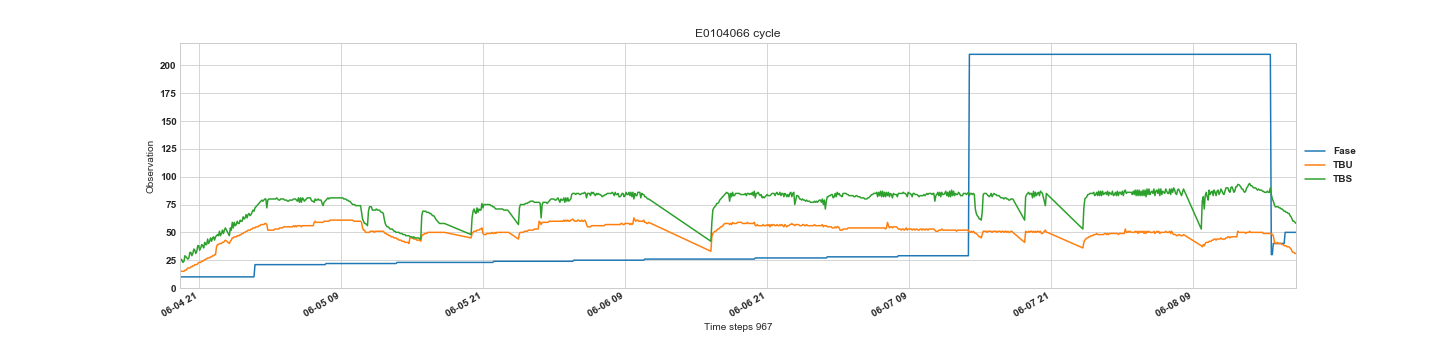 E0104066 cycle
Observation
200
175
150
125
100
75
50
25
0
06-04 21
06-05 09
06-05 21
06-06 09
06-06 21
06-07 09
06-07 21
06-08 09
Time steps 967
Fase
TBU
TBS